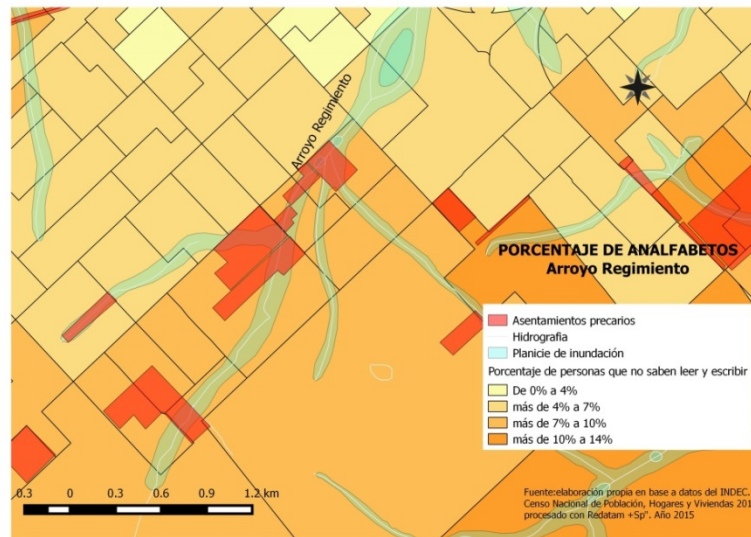 Arroyo Regimiento
PORCENTAJE DE ANALFABETOS
Arroyo Regimiento
Asentamientos precarios
Hidrografia
Planicie de inundación
Porcentaje de personas que no saben leer y escribir
De 0% a 4%
más de 4% a 7%
más de 7% a 10%
más de 10% a 14%
0.3 0 0.3 0.6 0.9 1.2 km
Fuente:elaboración propia en base a datos del INDEC.
Censo Nacional de Población, Hogares y Viviendas 201
procesado con Redatam +Sp". Año 2015